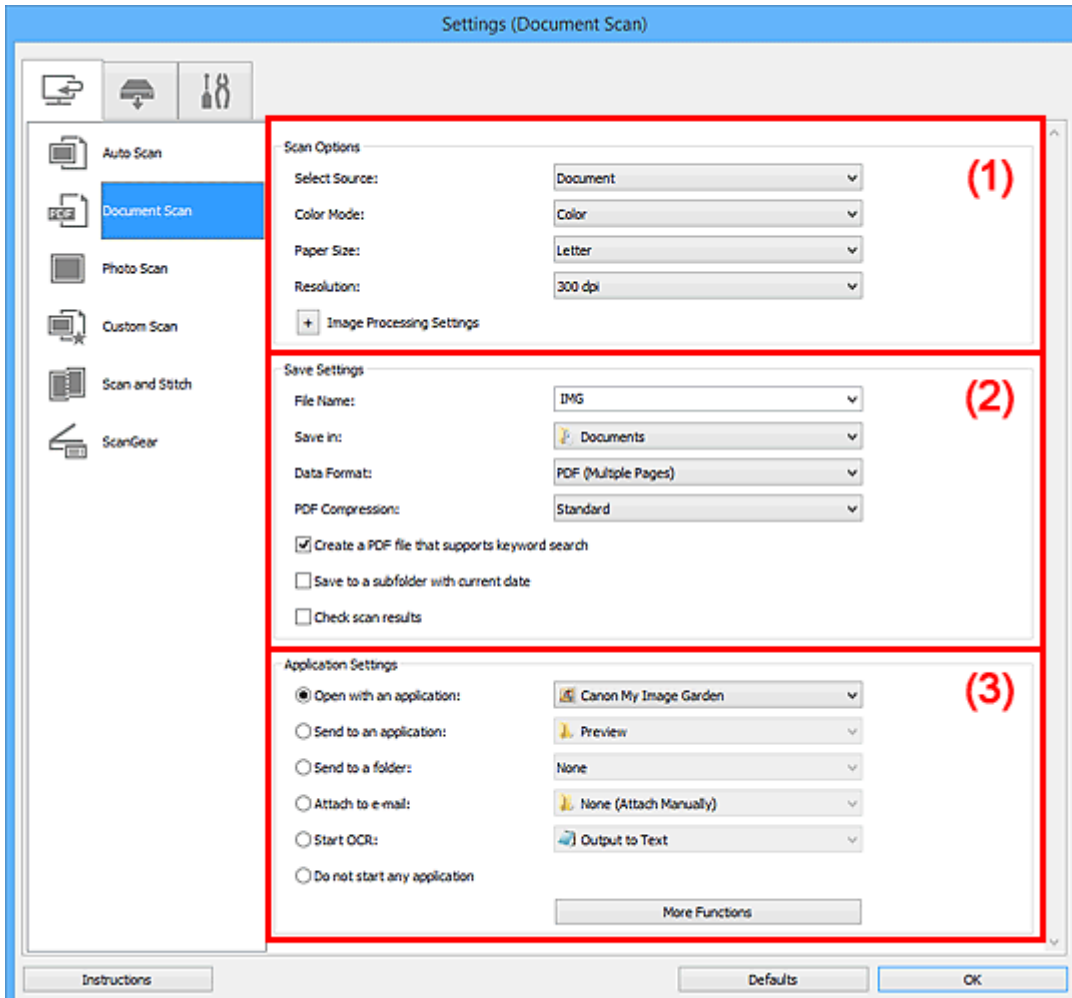 Settings (Document Scan)
Auto Scan
Document Scan
Photo Scan
Custom Scan
Scan and Stitch
ScanGear
(1)
Scan Options
Select Source: Document
Color Mode: Color
Paper Size: Letter
Resolution: 300 dpi
+ Image Processing Settings
(2)
Save Settings
File Name: IMG
Save in: Documents
Data Format: PDF (Multiple Pages)
PDF Compression: Standard
Create a PDF file that supports keyword search
Save to a subfolder with current date
Check scan results
(3)
Application Settings
Open with an application: Canon My Image Garden
Send to an application: Preview
Send to a folder: None
Attach to e-mail: None (Attach Manually)
Start OCR: Output to Text
Do not start any application
More Functions
Instructions Defaults OK